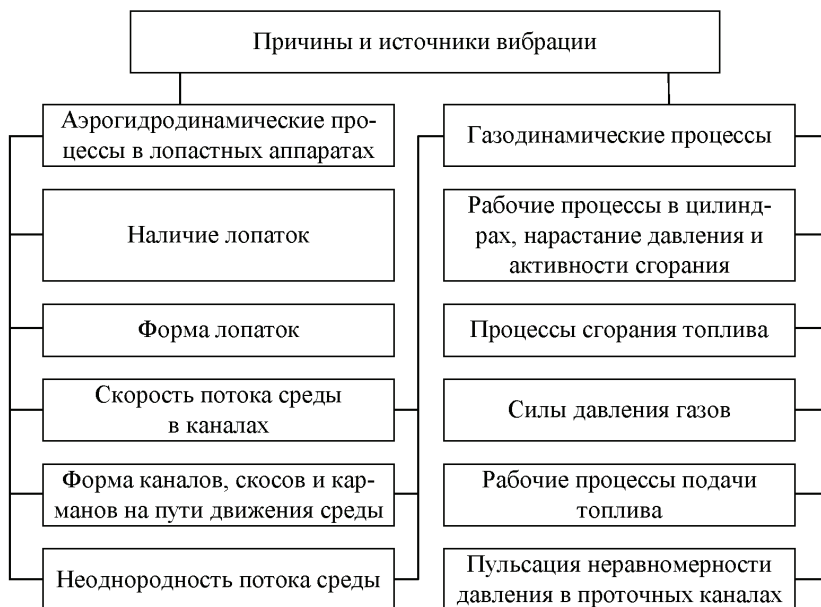 Причины и источники вибрации
Аэрогидродинамические про-
цессы в лопастных аппаратах
Наличие лопаток
Форма лопаток
Скорость потока среды
в каналах
Форма каналов, скосов и кар-
манов на пути движения среды
Неоднородность потока среды
Газодинамические процессы
Рабочие процессы в цилинд-
рах, нарастание давления и
активности сгорания
Процессы сгорания топлива
Силы давления газов
Рабочие процессы подачи
топлива
Пульсация неравномерности
давления в проточных каналах